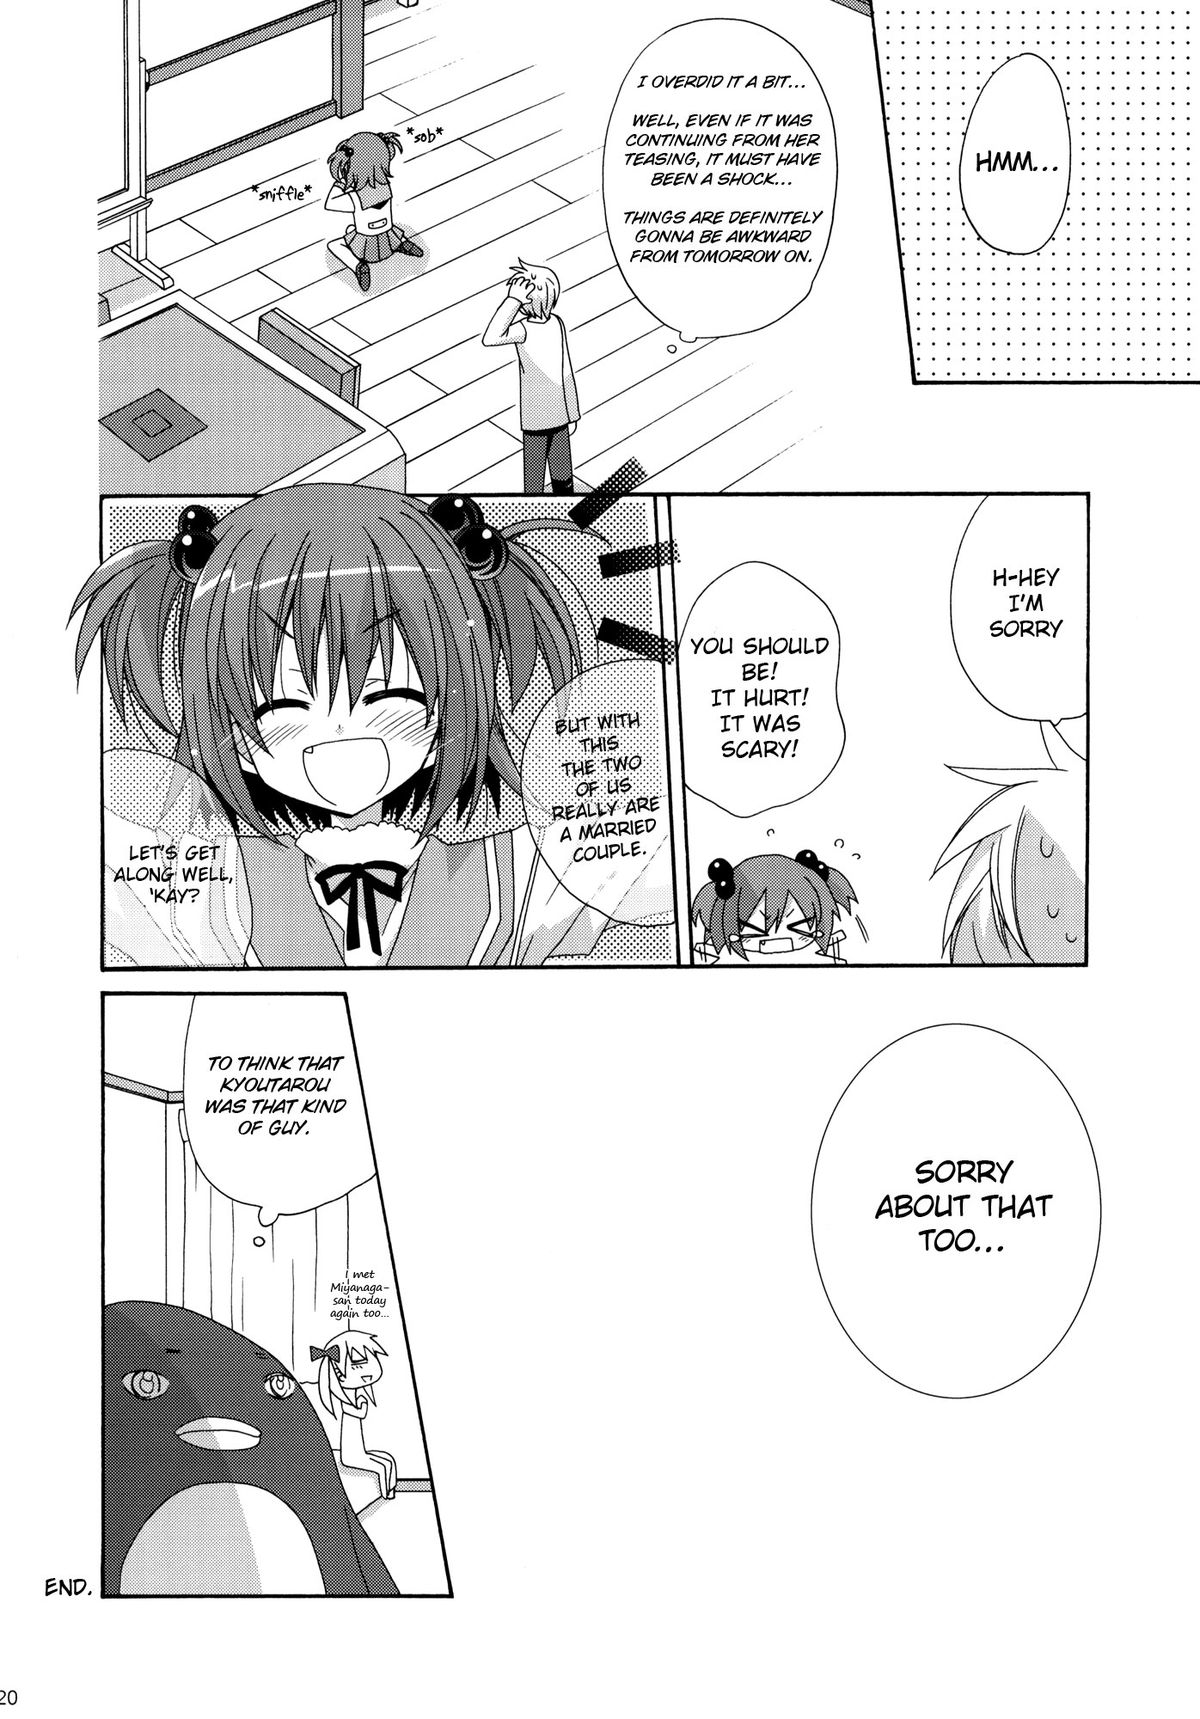 HMM...
I OVERDID IT A BIT...
WELL, EVEN IF IT WAS
CONTINUING FROM HER
TEASING, IT MUST HAVE
BEEN A SHOCK...
THINGS ARE DEFINITELY
GONNA BE AWKWARD
FROM TOMORROW ON.
*sob*
*sniffle*
H-HEY
I'M
SORRY
YOU SHOULD
BE!
IT HURT!
IT WAS
SCARY!
BUT WITH
THIS
THE TWO
OF US
REALLY ARE
A MARRIED
COUPLE.
LET'S GET
ALONG WELL,
'KAY?
SORRY
ABOUT THAT
TOO...
TO THINK THAT
KYOUTAROU
WAS THAT KIND
OF GUY.
I met
Miyanaga-
san today
again too...
END.
20